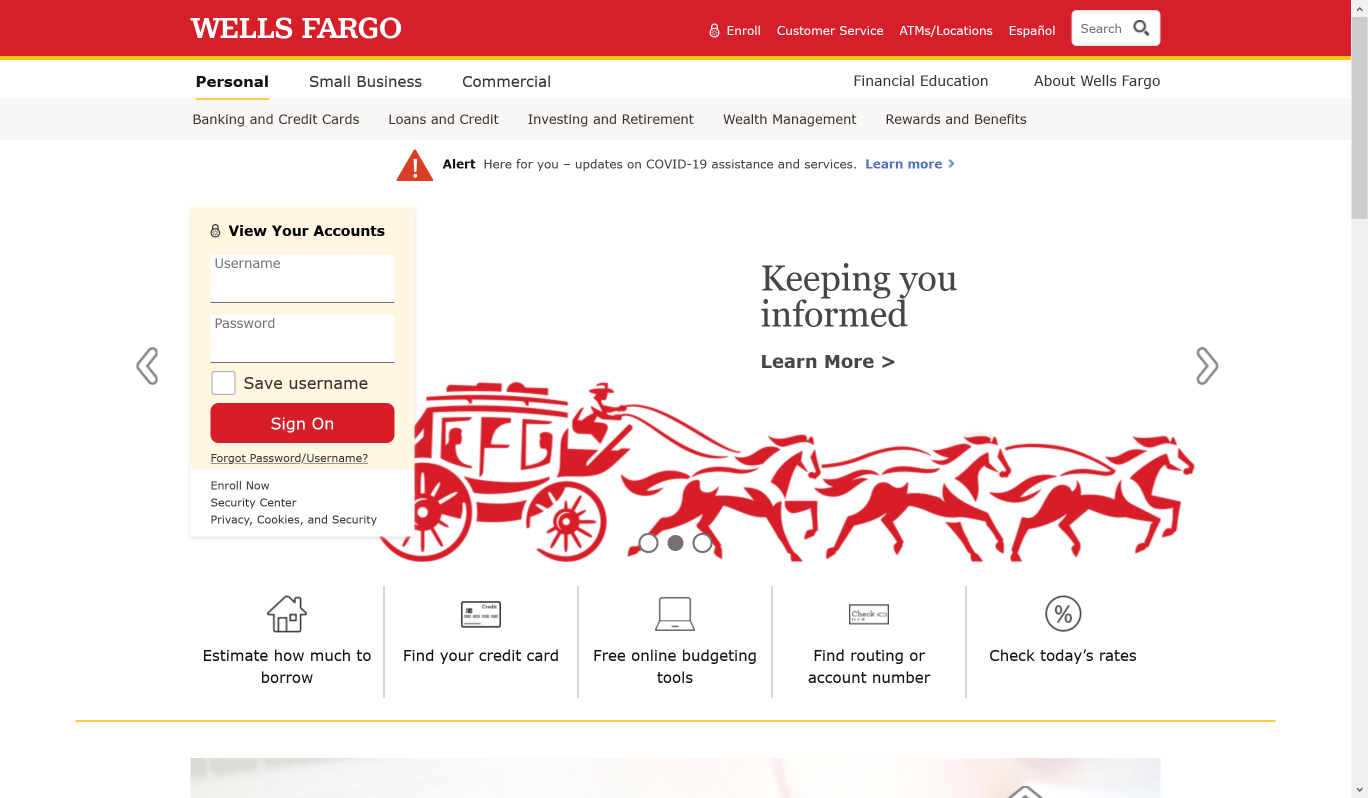 WELLS FARGO
Enroll
Customer Service
ATMs/Locations
Español
Search
Personal
Small Business
Commercial
Financial Education
About Wells Fargo
Banking and Credit Cards
Loans and Credit
Investing and Retirement
Wealth Management
Rewards and Benefits
Alert Here for you – updates on COVID-19 assistance and services. Learn more
View Your Accounts
Username
Password
Save username
Sign On
Forgot Password/Username?
Enroll Now
Security Center
Privacy, Cookies, and Security
Keeping you
informed
Learn More >
WFG
Credit
Check
%
Estimate how much to
borrow
Find your credit card
Free online budgeting
tools
Find routing or
account number
Check today’s rates